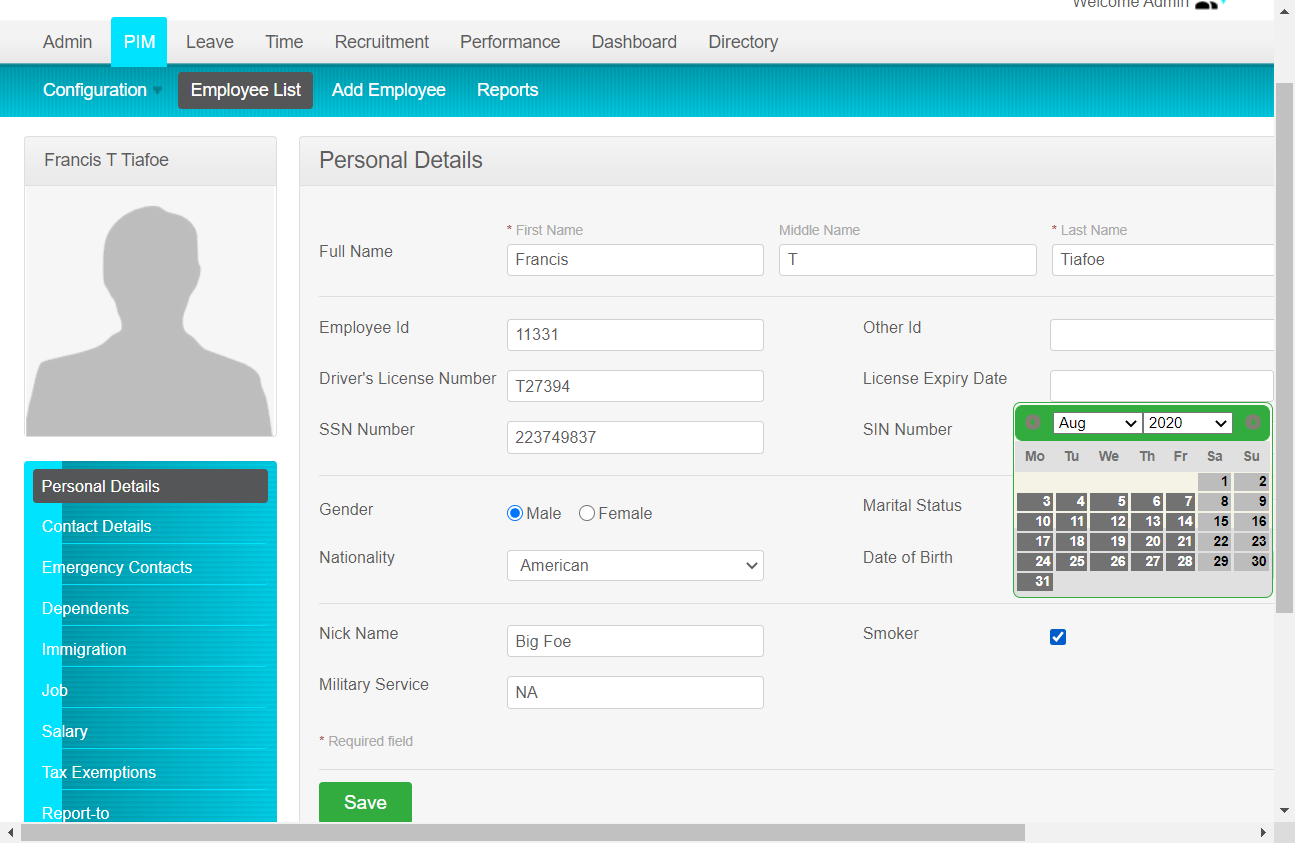 Welcome Admin
Admin PIM Leave Time Recruitment Performance Dashboard Directory
Configuration Employee List Add Employee Reports
Francis T Tiafoe
Personal Details
* First Name Middle Name * Last Name
Full Name Francis T Tiafoe
Employee Id 11331 Other Id
Driver's License Number T27394 License Expiry Date
SSN Number 223749837 SIN Number
Aug 2020
Mo Tu We Th Fr Sa Su
1 2
3 4 5 6 7 8 9
10 11 12 13 14 15 16
17 18 19 20 21 22 23
24 25 26 27 28 29 30
31
Gender Male Female Marital Status
Nationality American Date of Birth
Nick Name Big Foe Smoker
Military Service NA
* Required field
Save
Personal Details
Contact Details
Emergency Contacts
Dependents
Immigration
Job
Salary
Tax Exemptions
Report-to